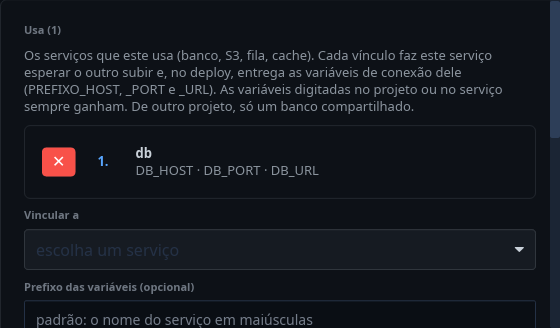 Usa (1)
Os serviços que este usa (banco, S3, fila, cache). Cada vínculo faz este serviço
esperar o outro subir e, no deploy, entrega as variáveis de conexão dele
(PREFIXO_HOST, _PORT e _URL). As variáveis digitadas no projeto ou no serviço
sempre ganham. De outro projeto, só um banco compartilhado.
1.
db
DB_HOST · DB_PORT · DB_URL
Vincular a
escolha um serviço
Prefixo das variáveis (opcional)
padrão: o nome do serviço em maiúsculas